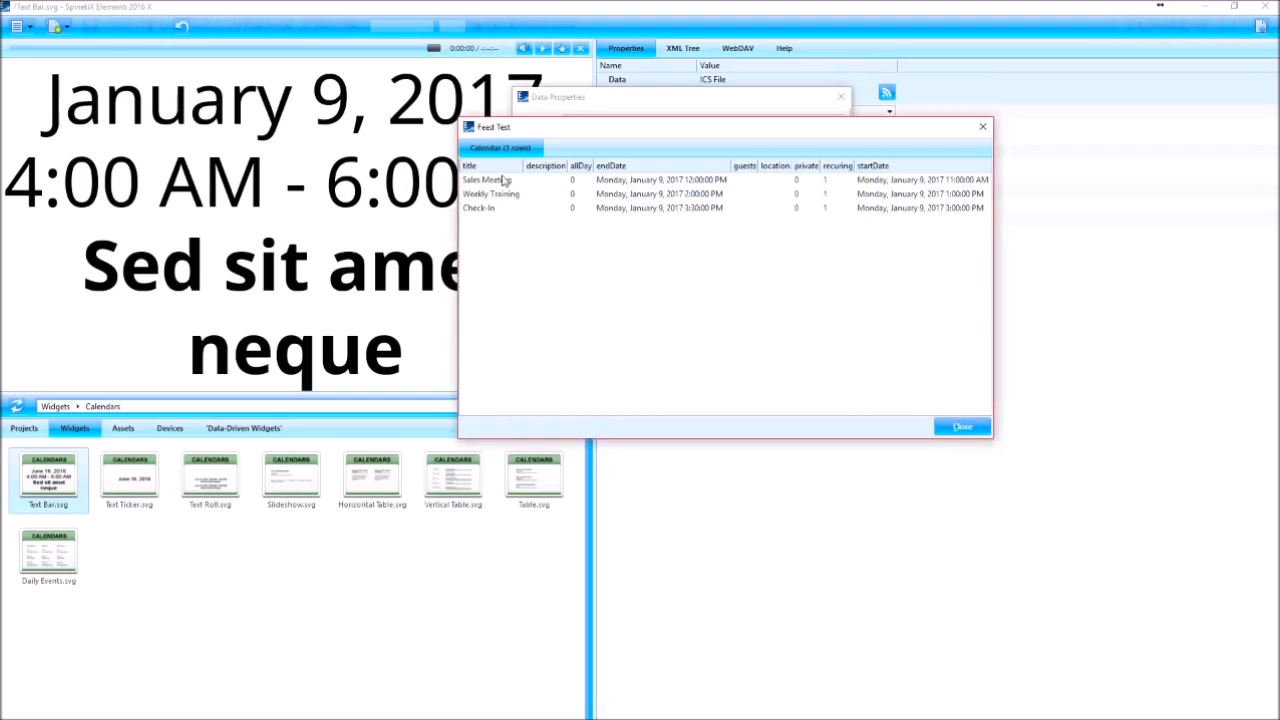 /Text Bar.svg - SpinetiX Elementi 2016 X
0:00:00 / -:--:--
Properties XML Tree WebDAV Help
Name Value
Data ICS File
January 9, 2017
4:00 AM - 6:00
Sed sit ame
neque
Data Properties
Feed Test
Calendar (3 rows)
title description allDay endDate guests location private recuring startDate
Sales Meeting 0 Monday, January 9, 2017 12:00:00 PM 0 1 Monday, January 9, 2017 11:00:00 AM
Weekly Training 0 Monday, January 9, 2017 2:00:00 PM 0 1 Monday, January 9, 2017 1:00:00 PM
Check-In 0 Monday, January 9, 2017 3:30:00 PM 0 1 Monday, January 9, 2017 3:00:00 PM
Close
Widgets Calendars
Projects Widgets Assets Devices 'Data-Driven Widgets'
CALENDARS CALENDARS CALENDARS CALENDARS CALENDARS CALENDARS CALENDARS
June 16, 2016
4:00 AM - 6:00 AM
Sed sit amet
neque
June 16, 2016
Text Bar.svg Text Ticker.svg Text Roll.svg Slideshow.svg Horizontal Table.svg Vertical Table.svg Table.svg
CALENDARS
Daily Events.svg